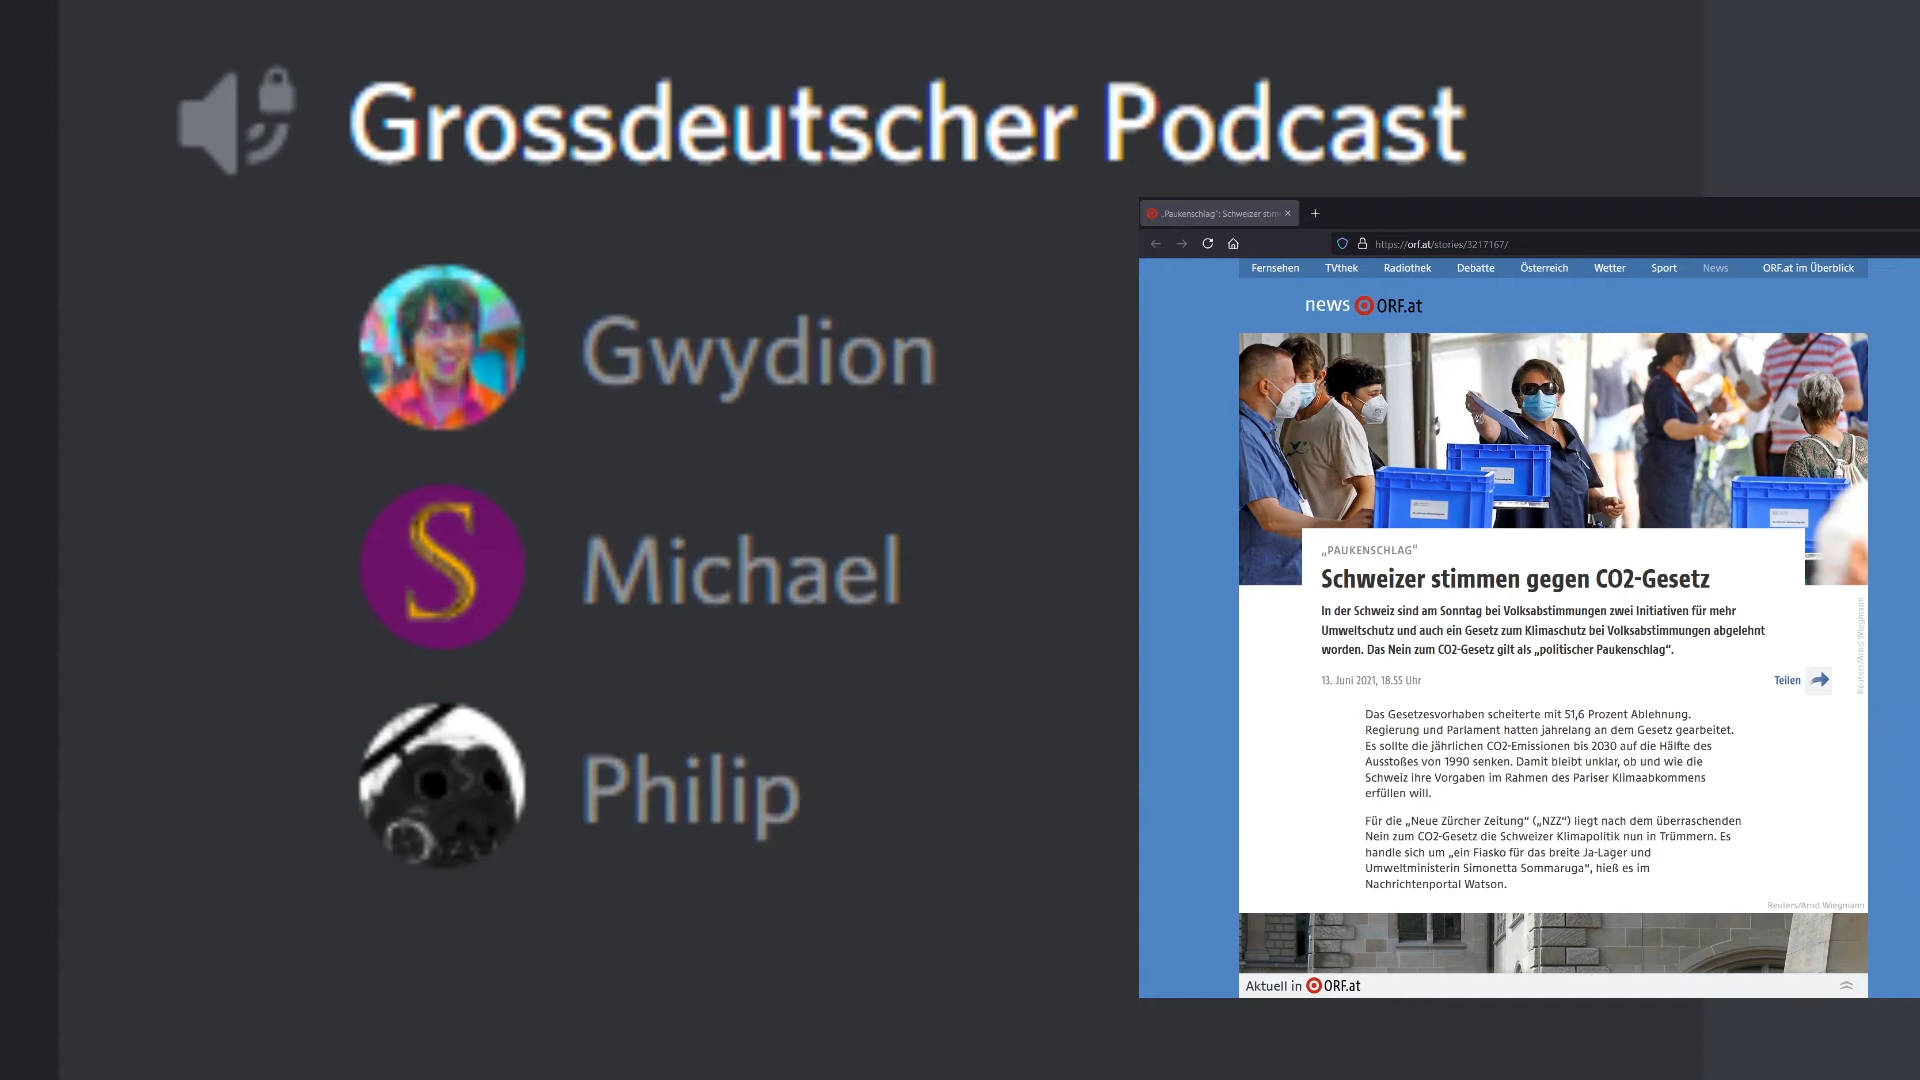 Grossdeutscher Podcast
Gwydion
S
Michael
Philip
„Paukenschlag“: Schweizer stim
https://orf.at/stories/3217167/
Fernsehen TVthek Radiothek Debatte Österreich Wetter Sport News ORF.at im Überblick
news ORF.at
„PAUKENSCHLAG“
Schweizer stimmen gegen CO2-Gesetz
In der Schweiz sind am Sonntag bei Volksabstimmungen zwei Initiativen für mehr
Umweltschutz und auch ein Gesetz zum Klimaschutz bei Volksabstimmungen abgelehnt
worden. Das Nein zum CO2-Gesetz gilt als „politischer Paukenschlag“.
Reuters/Arnd Wiegmann
13. Juni 2021, 18.55 Uhr
Teilen
Das Gesetzesvorhaben scheiterte mit 51,6 Prozent Ablehnung.
Regierung und Parlament hatten jahrelang an dem Gesetz gearbeitet.
Es sollte die jährlichen CO2-Emissionen bis 2030 auf die Hälfte des
Ausstoßes von 1990 senken. Damit bleibt unklar, ob und wie die
Schweiz ihre Vorgaben im Rahmen des Pariser Klimaabkommens
erfüllen will.
Für die „Neue Zürcher Zeitung“ („NZZ“) liegt nach dem überraschenden
Nein zum CO2-Gesetz die Schweizer Klimapolitik nun in Trümmern. Es
handle sich um „ein Fiasko für das breite Ja-Lager und
Umweltministerin Simonetta Sommaruga“, hieß es im
Nachrichtenportal Watson.
Reuters/Arnd Wiegmann
Aktuell in ORF.at